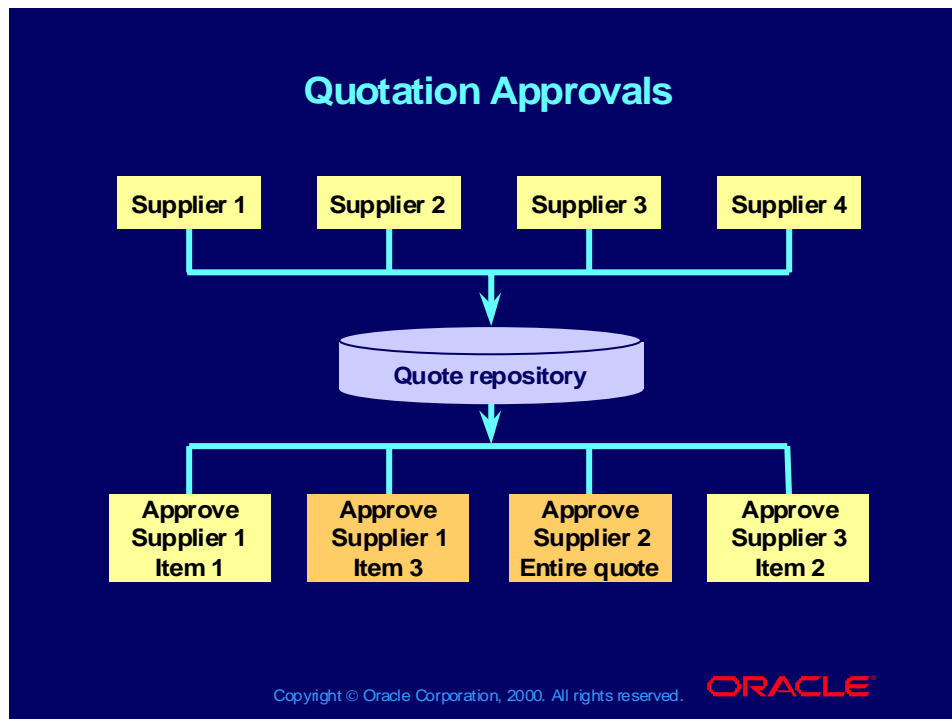 Quotation Approvals
Supplier 1
Supplier 2
Supplier 3
Supplier 4
Quote repository
Approve
Supplier 1
Item 1
Approve
Supplier 1
Item 3
Approve
Supplier 2
Entire quote
Approve
Supplier 3
Item 2
Copyright © Oracle Corporation, 2000. All rights reserved.
ORACLE®